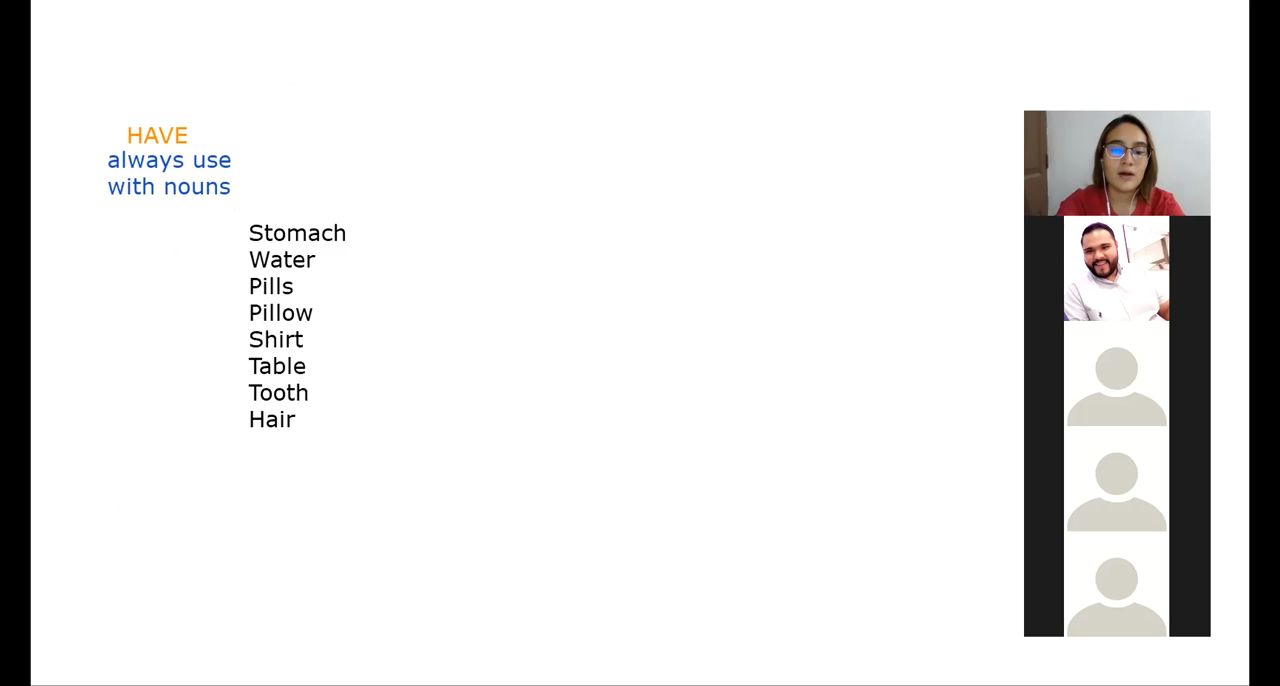 HAVE
always use
with nouns
Stomach
Water
Pills
Pillow
Shirt
Table
Tooth
Hair